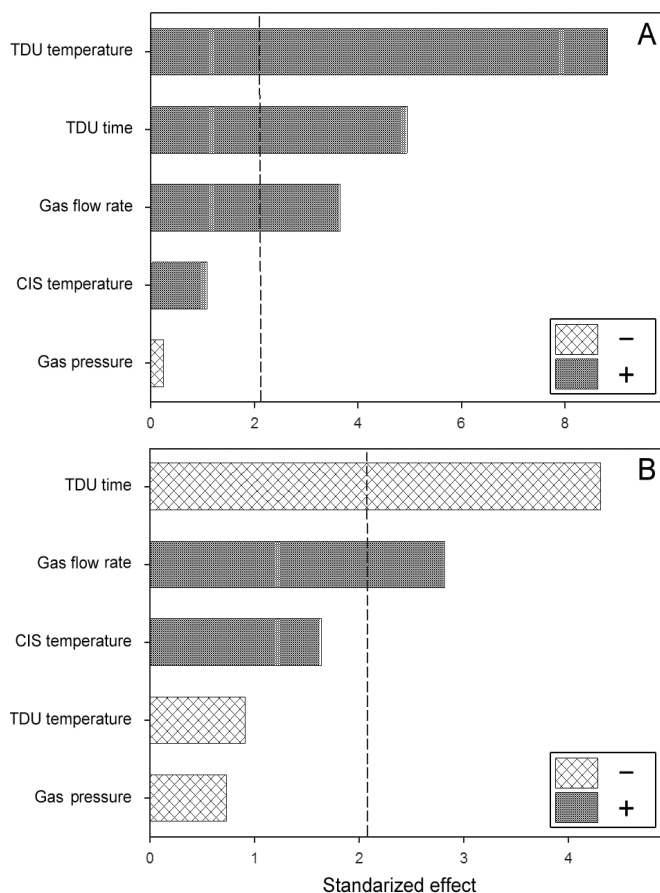 A
TDU temperature
TDU time
Gas flow rate
CIS temperature
Gas pressure
−
+
0 2 4 6 8
B
TDU time
Gas flow rate
CIS temperature
TDU temperature
Gas pressure
−
+
0 1 2 3 4
Standarized effect